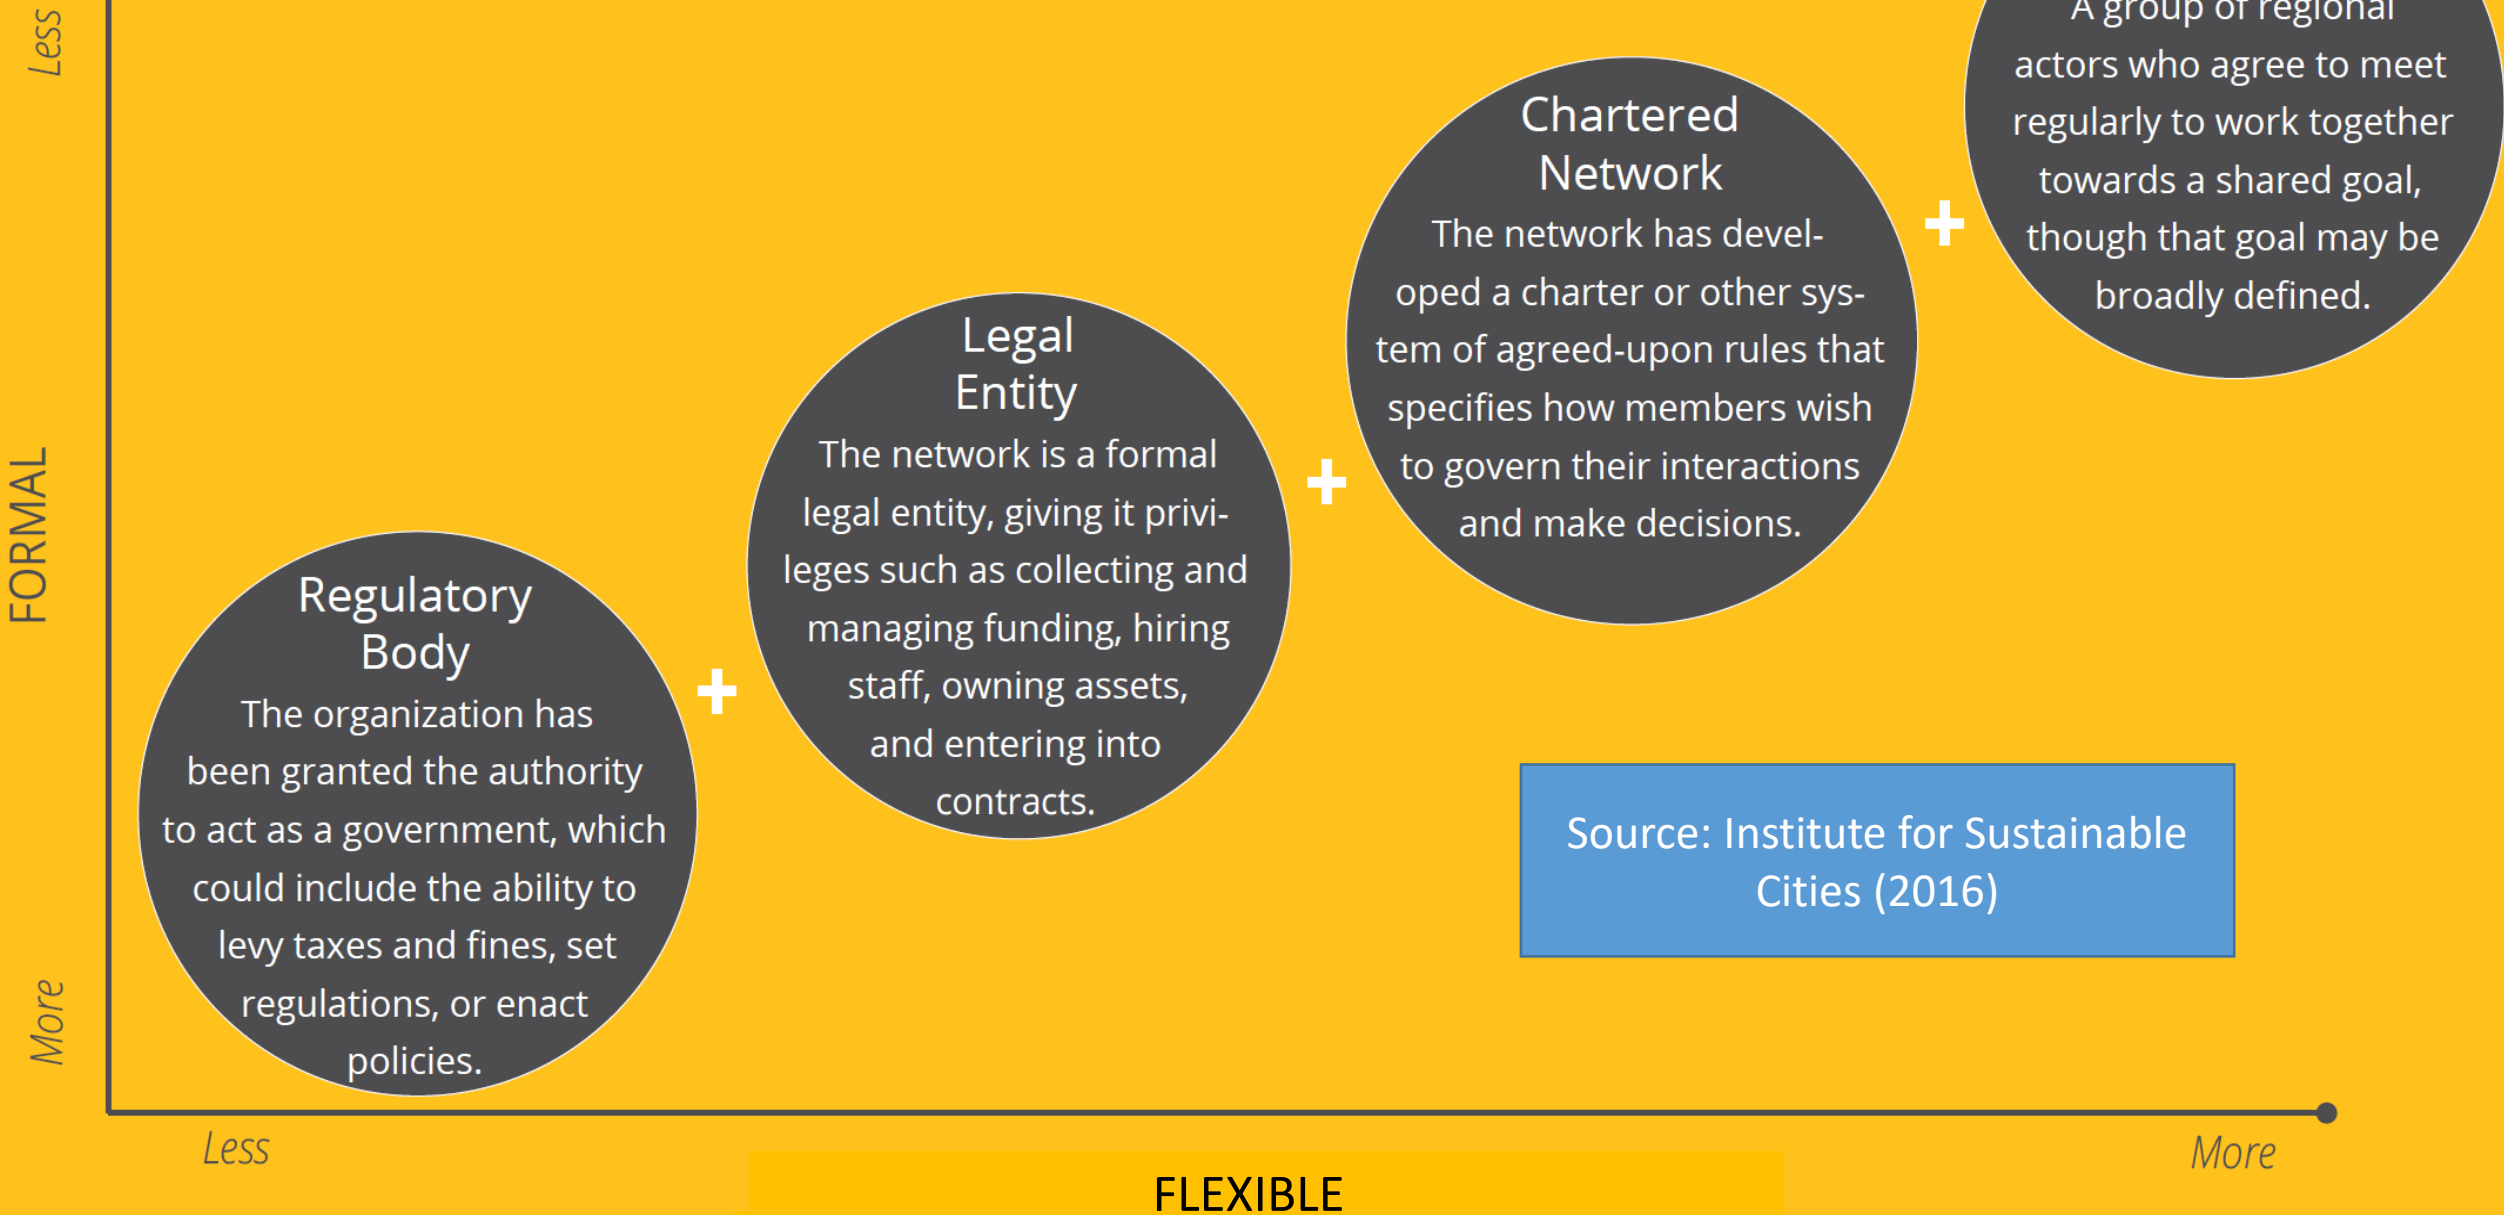 Less
FORMAL
More
A group of regional
actors who agree to meet
regularly to work together
towards a shared goal,
though that goal may be
broadly defined.
Chartered
Network
The network has devel-
oped a charter or other sys-
tem of agreed-upon rules that
specifies how members wish
to govern their interactions
and make decisions.
Legal
Entity
The network is a formal
legal entity, giving it privi-
leges such as collecting and
managing funding, hiring
staff, owning assets,
and entering into
contracts.
Regulatory
Body
The organization has
been granted the authority
to act as a government, which
could include the ability to
levy taxes and fines, set
regulations, or enact
policies.
Source: Institute for Sustainable
Cities (2016)
Less
More
FLEXIBLE